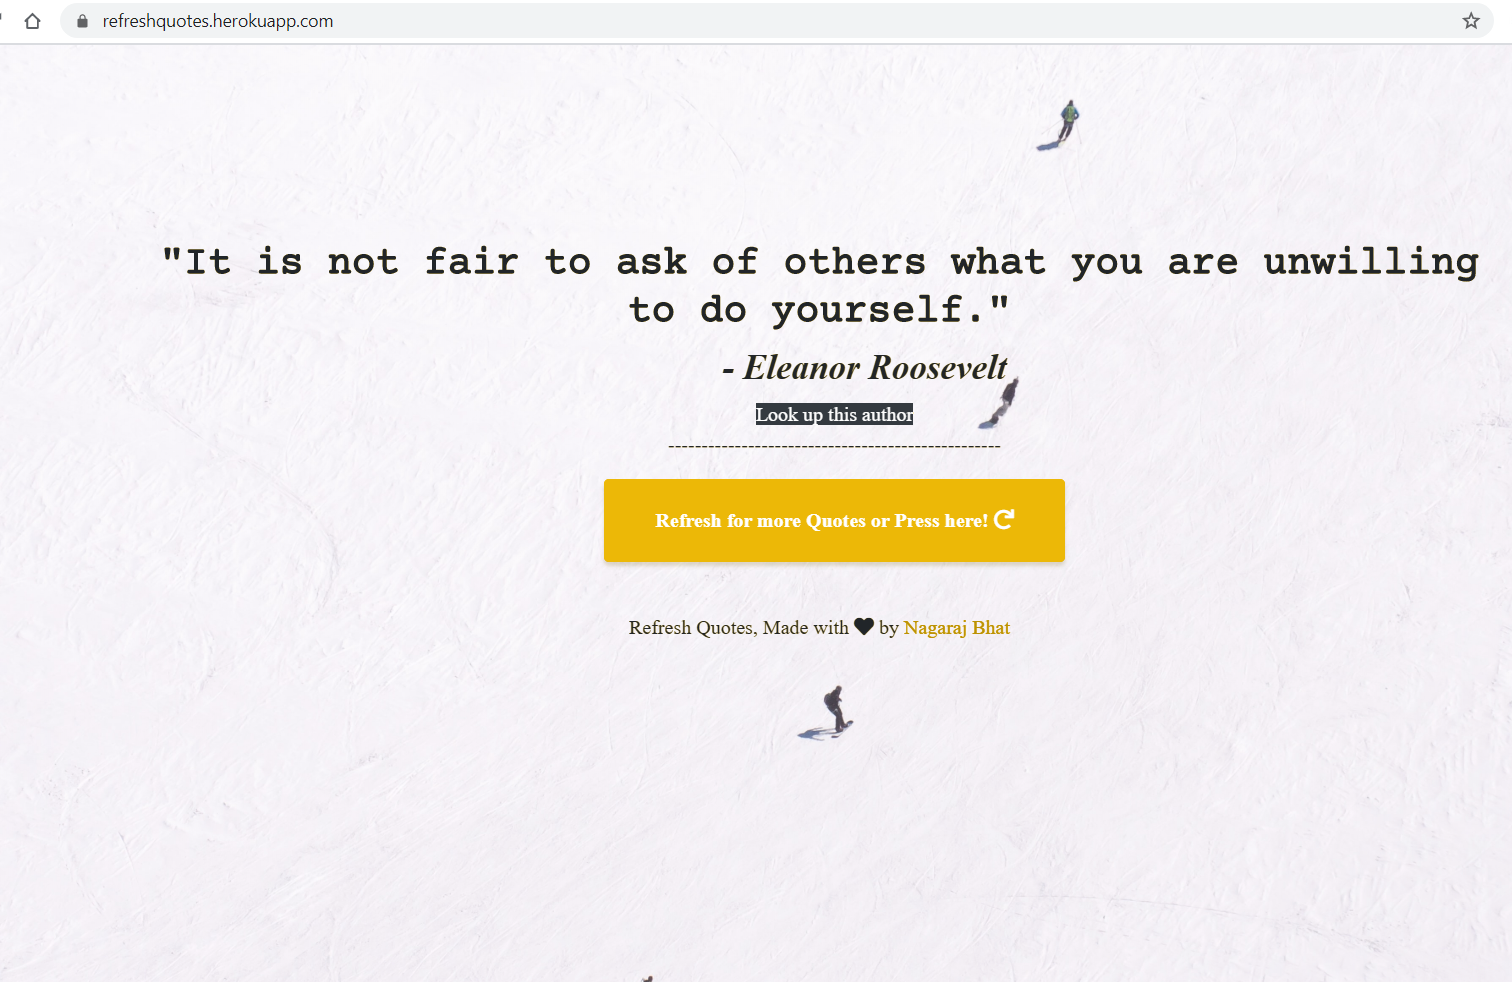 refreshquotes.herokuapp.com
"It is not fair to ask of others what you are unwilling
to do yourself."
- Eleanor Roosevelt
Look up this author
--------------------------------------------------
Refresh for more Quotes or Press here!
Refresh Quotes, Made with ♥ by Nagaraj Bhat